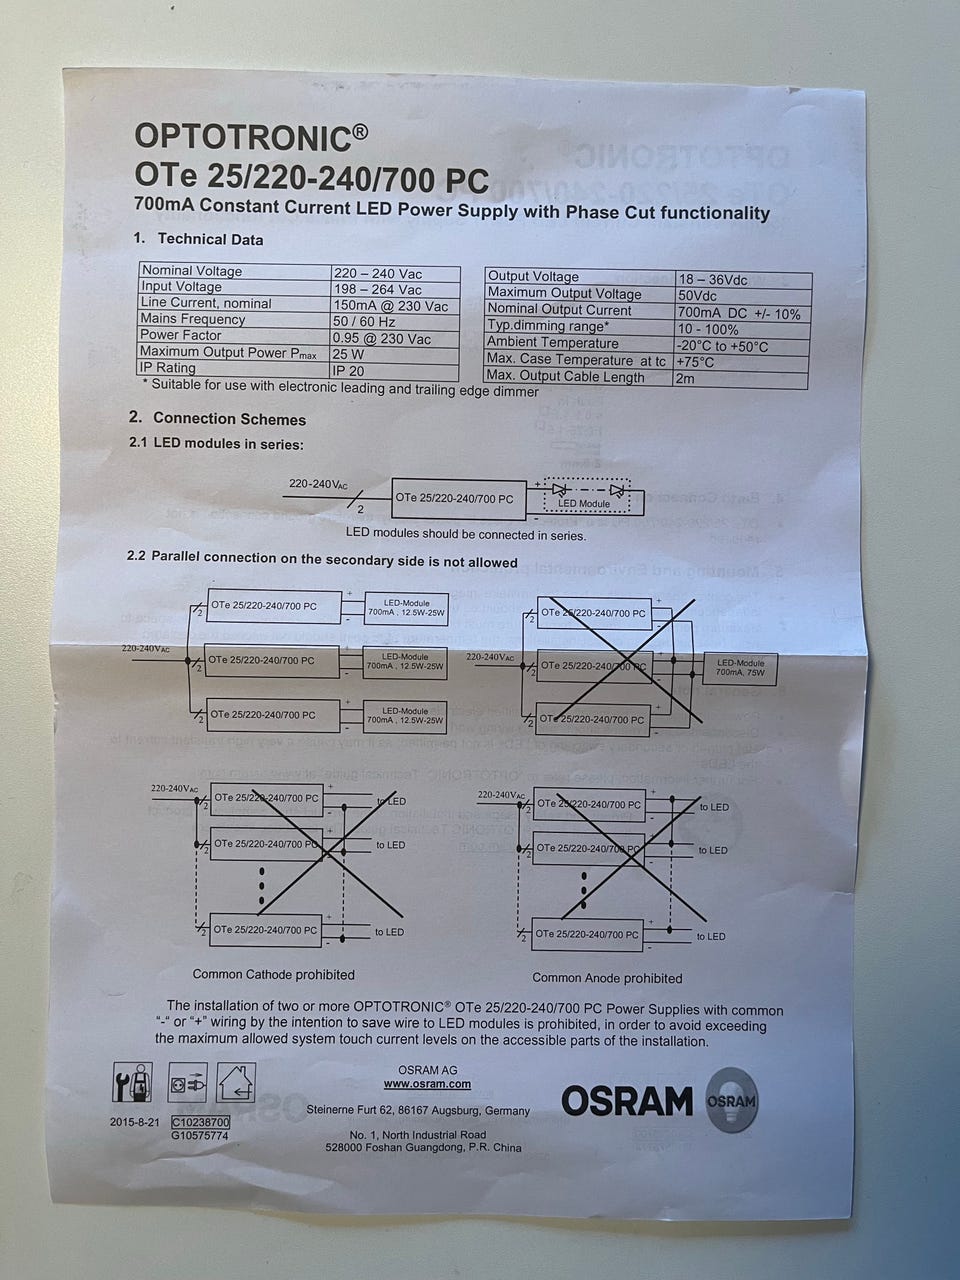 OPTOTRONIC®
OTe 25/220-240/700 PC
700mA Constant Current LED Power Supply with Phase Cut functionality
1. Technical Data
Nominal Voltage 220 – 240 Vac
Input Voltage 198 – 264 Vac
Line Current, nominal 150mA @ 230 Vac
Mains Frequency 50 / 60 Hz
Power Factor 0.95 @ 230 Vac
Maximum Output Power Pmax 25 W
IP Rating IP 20
Output Voltage 18 – 36Vdc
Maximum Output Voltage 50Vdc
Nominal Output Current 700mA DC +/- 10%
Typ.dimming range* 10 - 100%
Ambient Temperature -20°C to +50°C
Max. Case Temperature at tc +75°C
Max. Output Cable Length 2m
* Suitable for use with electronic leading and trailing edge dimmer
2. Connection Schemes
2.1 LED modules in series:
220-240VAC
2
OTe 25/220-240/700 PC
+
-
LED Module
LED modules should be connected in series.
2.2 Parallel connection on the secondary side is not allowed
220-240VAC
2
OTe 25/220-240/700 PC
+
-
LED-Module
700mA , 12.5W-25W
2
OTe 25/220-240/700 PC
+
-
LED-Module
700mA , 12.5W-25W
2
OTe 25/220-240/700 PC
+
-
LED-Module
700mA , 12.5W-25W
220-240VAC
2
OTe 25/220-240/700 PC
+
-
2
OTe 25/220-240/700 PC
+
-
2
OTe 25/220-240/700 PC
+
-
LED-Module
700mA, 75W
220-240VAC
2
OTe 25/220-240/700 PC
+
-
to LED
2
OTe 25/220-240/700 PC
+
-
to LED
2
OTe 25/220-240/700 PC
+
-
to LED
Common Cathode prohibited
220-240VAC
2
OTe 25/220-240/700 PC
+
-
to LED
2
OTe 25/220-240/700 PC
+
-
to LED
2
OTe 25/220-240/700 PC
+
-
to LED
Common Anode prohibited
The installation of two or more OPTOTRONIC® OTe 25/220-240/700 PC Power Supplies with common
“-“ or “+” wiring by the intention to save wire to LED modules is prohibited, in order to avoid exceeding
the maximum allowed system touch current levels on the accessible parts of the installation.
2015-8-21 C10238700
G10575774
OSRAM AG
www.osram.com
Steinerne Furt 62, 86167 Augsburg, Germany
No. 1, North Industrial Road
528000 Foshan Guangdong, P.R. China
OSRAM
OSRAM